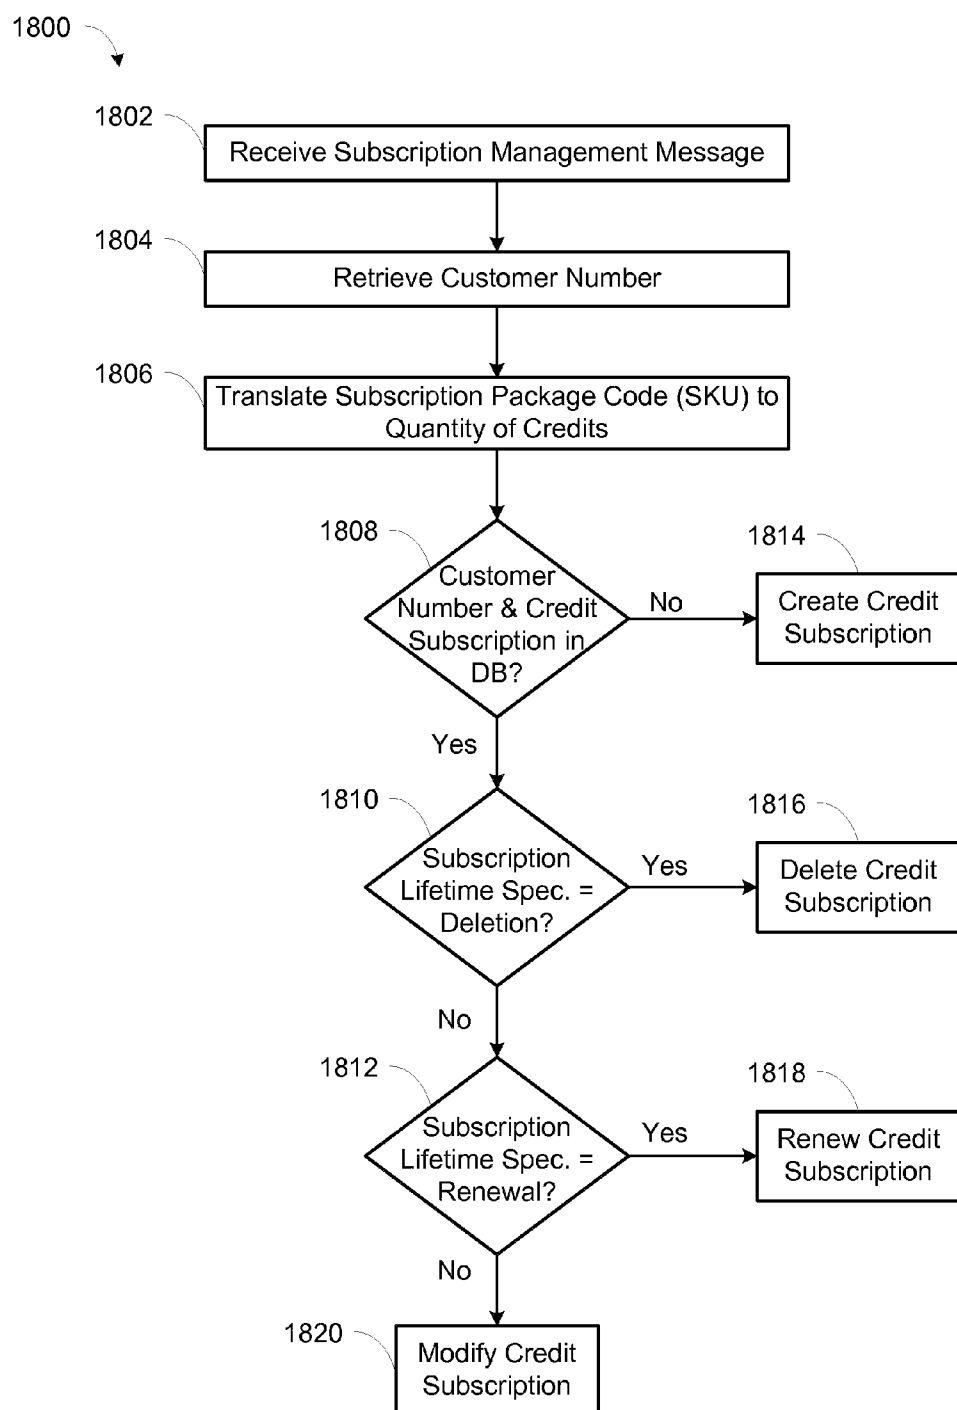 1800
1802
Receive Subscription Management Message
1804
Retrieve Customer Number
1806
Translate Subscription Package Code (SKU) to
Quantity of Credits
1808
Customer
Number & Credit
Subscription in
DB?
No
1814
Create Credit
Subscription
Yes
1810
Subscription
Lifetime Spec. =
Deletion?
Yes
1816
Delete Credit
Subscription
No
1812
Subscription
Lifetime Spec. =
Renewal?
Yes
1818
Renew Credit
Subscription
No
1820
Modify Credit
Subscription